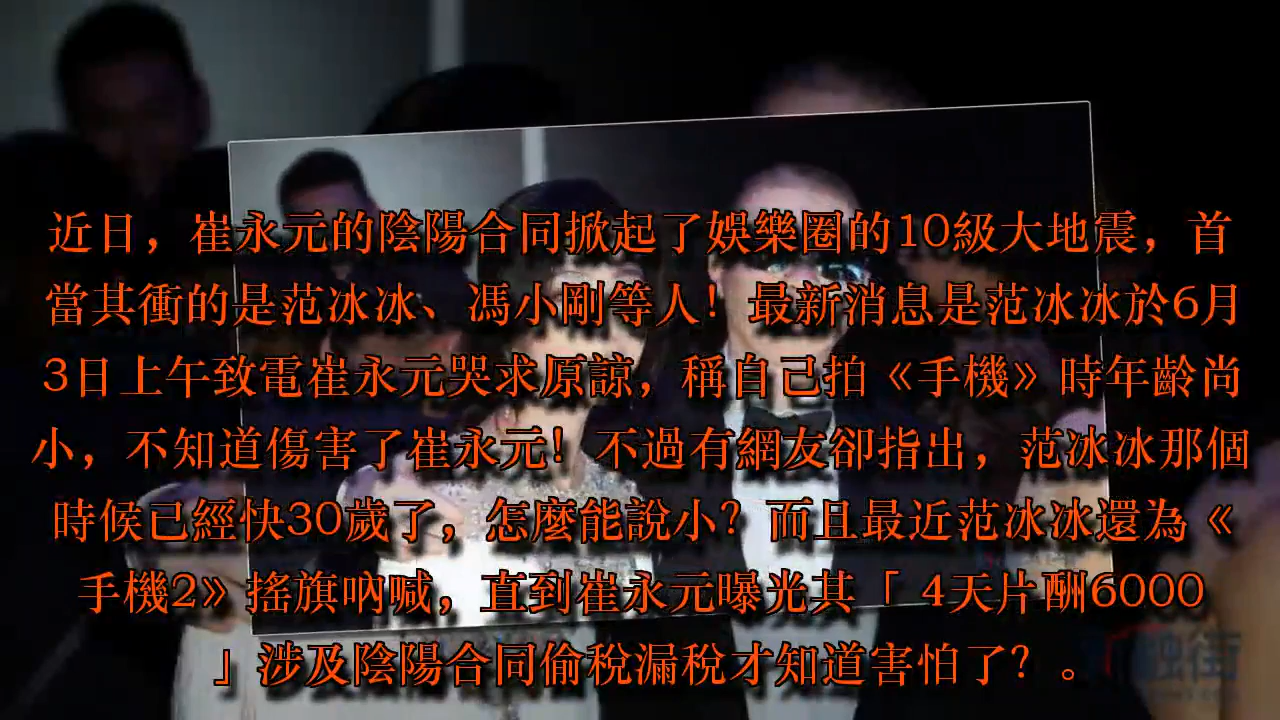 近日，崔永元的陰陽合同掀起了娛樂圈的10級大地震，首
當其衝的是范冰冰、馮小剛等人！最新消息是范冰冰於6月
3日上午致電崔永元哭求原諒，稱自己拍《手機》時年齡尚
小，不知道傷害了崔永元！不過有網友卻指出，范冰冰那個
時候已經快30歲了，怎麼能說小？而且最近范冰冰還為《
手機2》搖旗吶喊，直到崔永元曝光其「 4天片酬6000
」涉及陰陽合同偷稅漏稅才知道害怕了？。